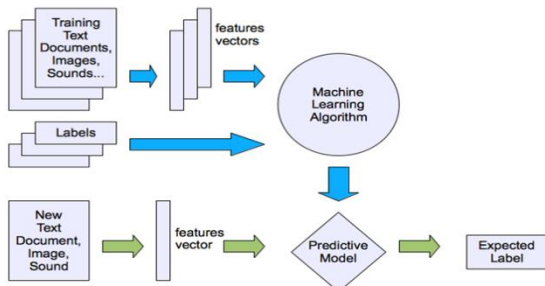 Training
Text
Documents,
Images,
Sounds...
features
vectors
Machine
Learning
Algorithm
Labels
New
Text
Document,
Image,
Sound
features
vector
Predictive
Model
Expected
Label